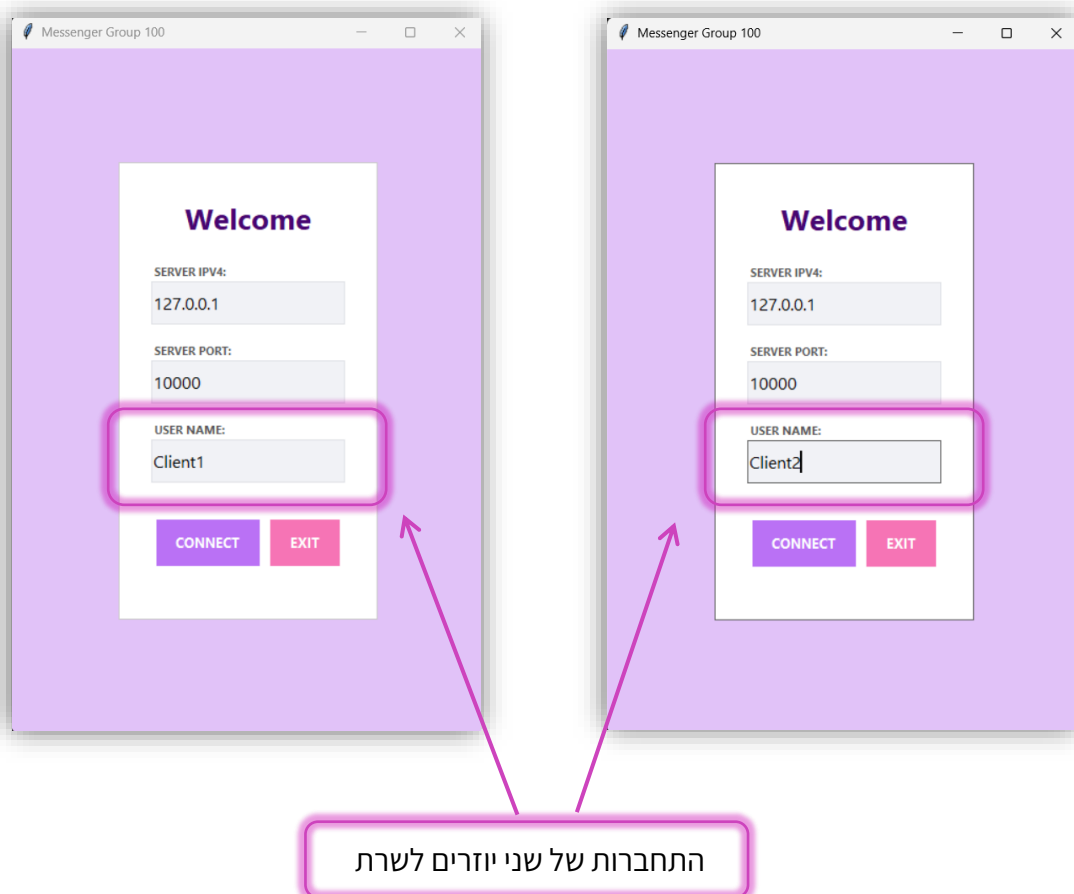 Messenger Group 100
Welcome
SERVER IPV4:
127.0.0.1
SERVER PORT:
10000
USER NAME:
Client1
CONNECT EXIT
Messenger Group 100
Welcome
SERVER IPV4:
127.0.0.1
SERVER PORT:
10000
USER NAME:
Client2
CONNECT EXIT
התחברות של שני יוזרים לשרת